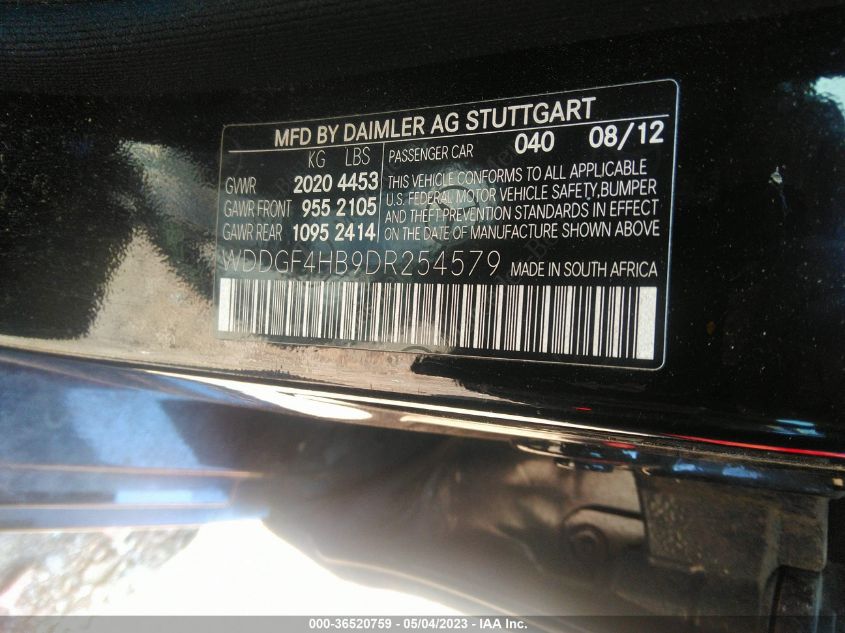 MFD BY DAIMLER AG STUTTGART
KG LBS
GVWR 2020 4453
GAWR FRONT 955 2105
GAWR REAR 1095 2414
PASSENGER CAR 040 08/12
THIS VEHICLE CONFORMS TO ALL APPLICABLE
U.S. FEDERAL MOTOR VEHICLE SAFETY,BUMPER
AND THEFT-PREVENTION STANDARDS IN EFFECT
ON THE DATE OF MANUFACTURE SHOWN ABOVE
WDDGF4HB9DR254579 MADE IN SOUTH AFRICA
000-36520759 - 05/04/2023 - IAA Inc.